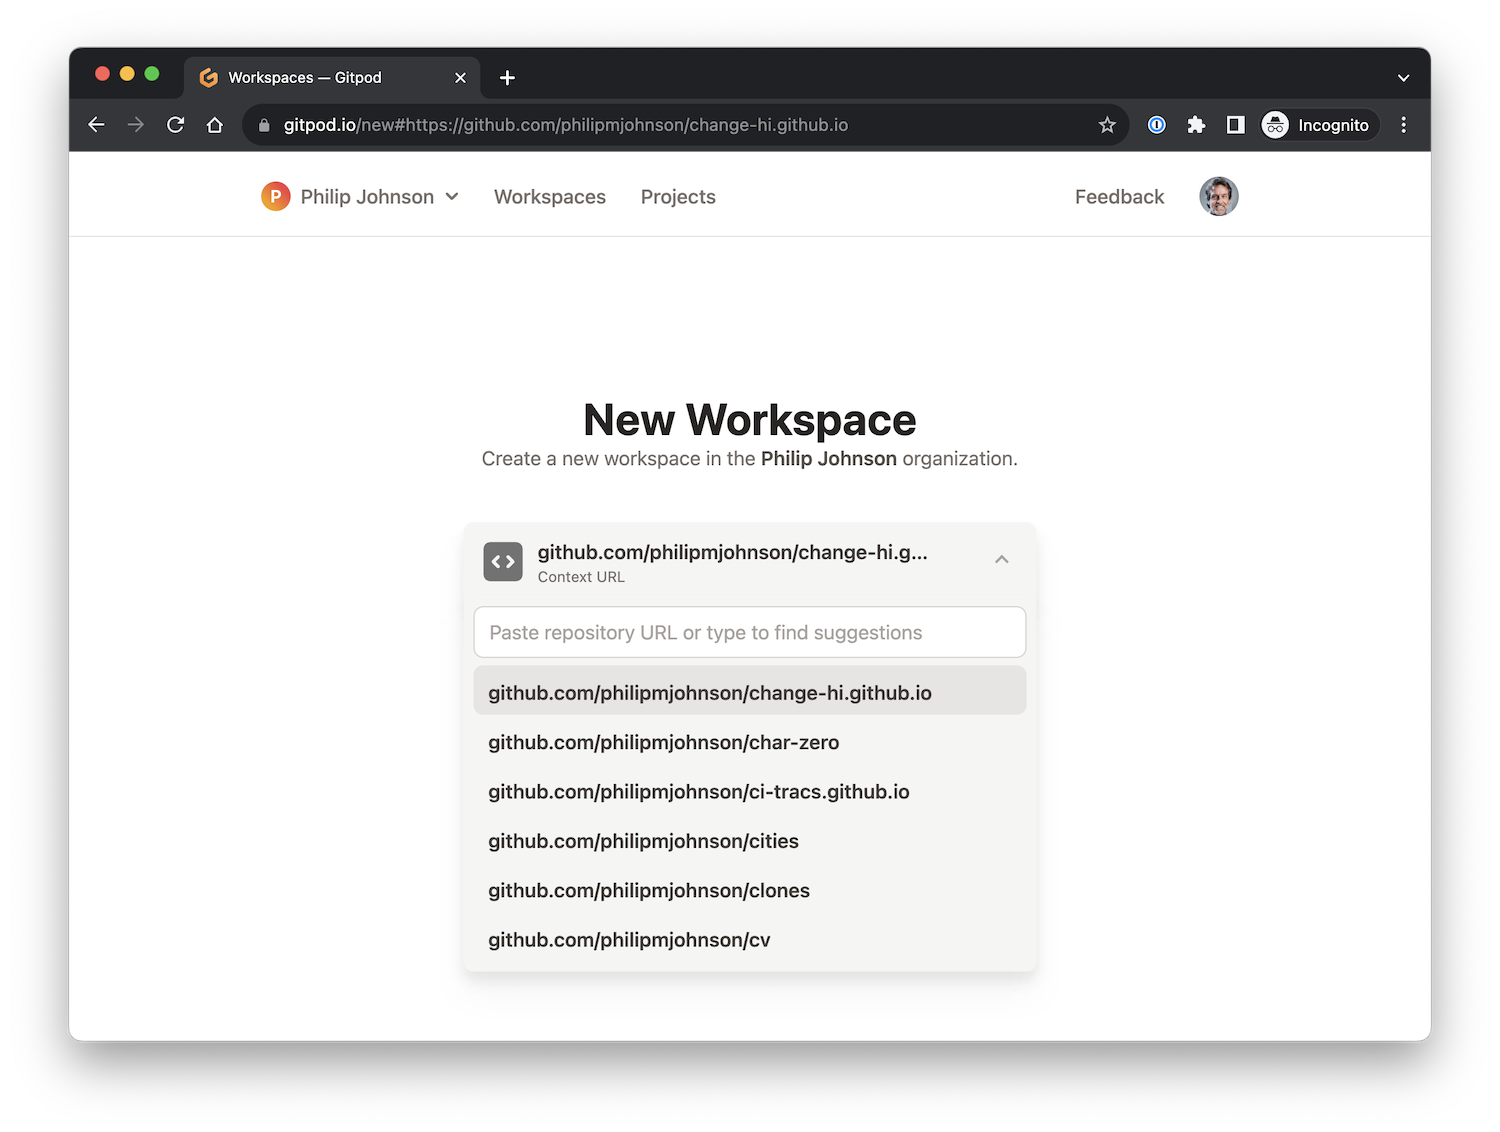 Workspaces — Gitpod
gitpod.io/new#https://github.com/philipmjohnson/change-hi.github.io
Incognito
P Philip Johnson Workspaces Projects Feedback
New Workspace
Create a new workspace in the Philip Johnson organization.
github.com/philipmjohnson/change-hi.g...
Context URL
Paste repository URL or type to find suggestions
github.com/philipmjohnson/change-hi.github.io
github.com/philipmjohnson/char-zero
github.com/philipmjohnson/ci-tracs.github.io
github.com/philipmjohnson/cities
github.com/philipmjohnson/clones
github.com/philipmjohnson/cv